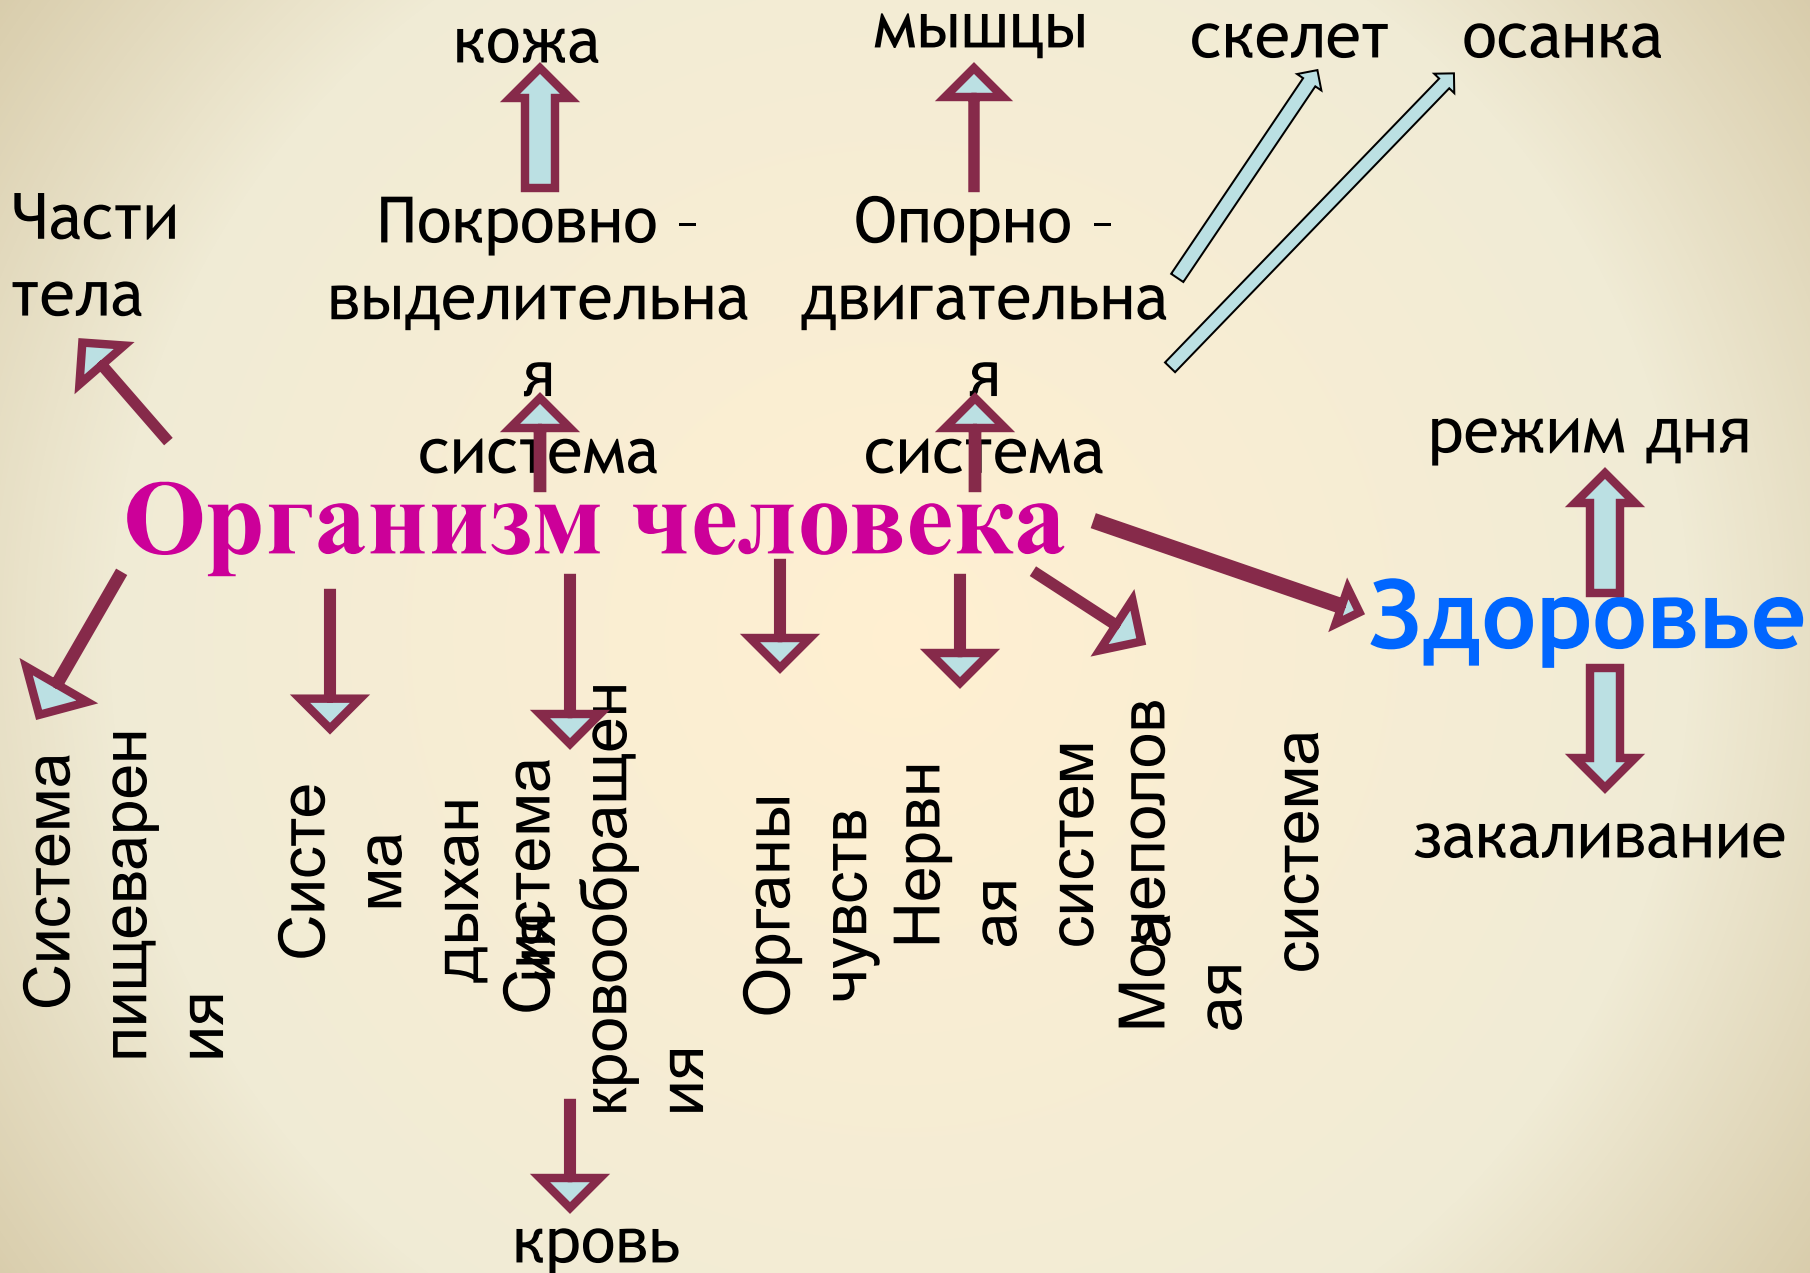 кожа
мышцы
скелет
осанка
Части
тела
Покровно –
выделительна
я
система
Опорно –
двигательна
я
система
Организм человека
режим дня
Здоровье
закаливание
Система
пищеварен
ия
Систе
ма
дыхан
ия
Система
кровообращен
ия
Органы
чувств
Нервн
ая
систем
а
Мочеполов
ая
система
кровь